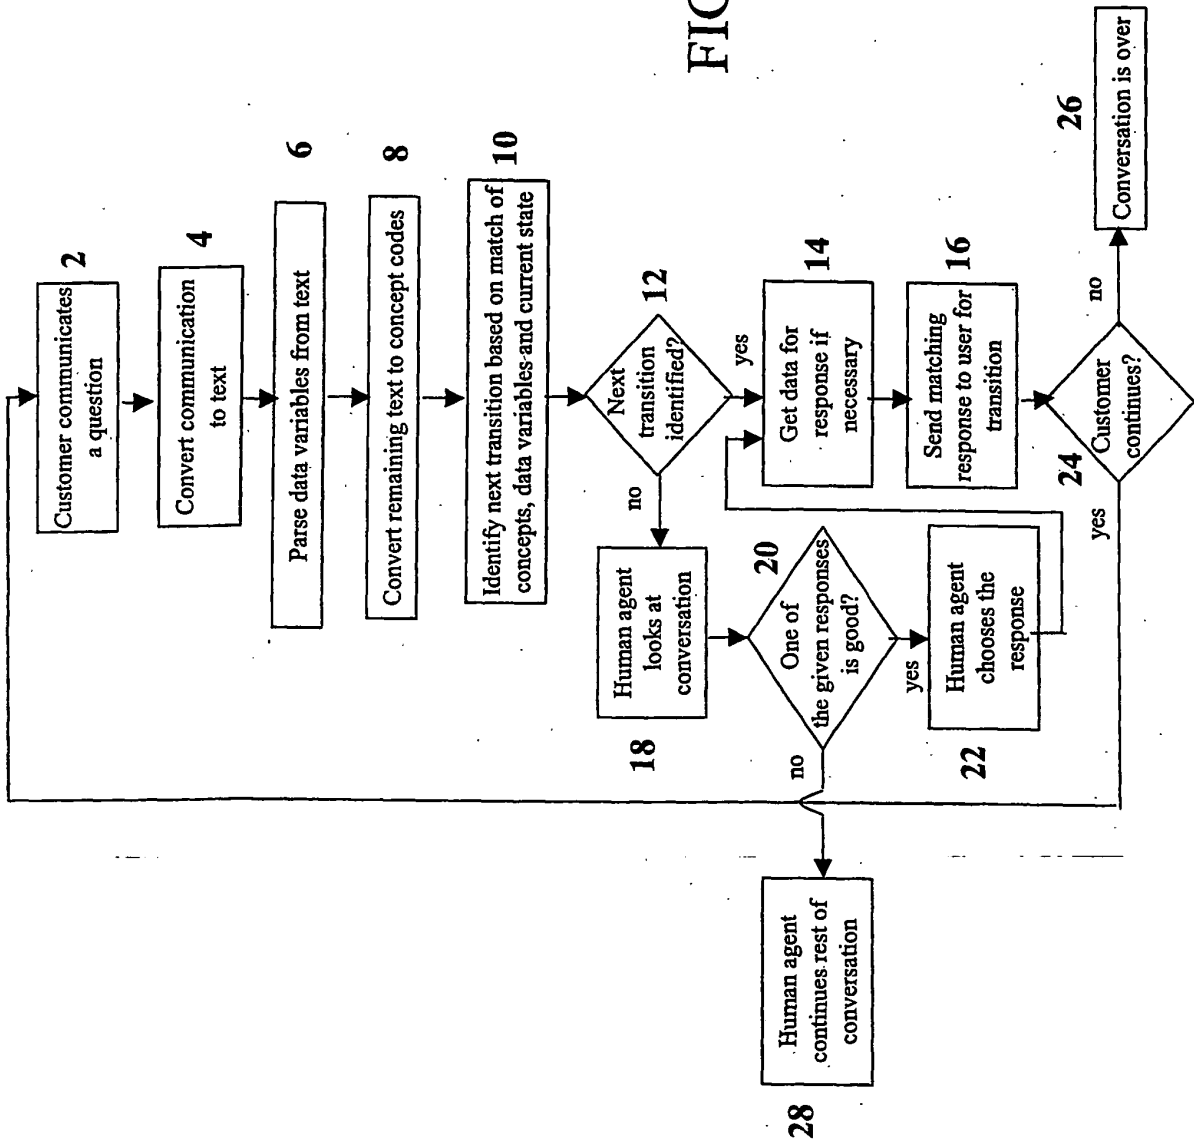 Customer communicates
a question
2
Convert communication
to text
4
Parse data variables from text
6
Convert remaining text to concept codes
8
Identify next transition based on match of
concepts, data variables and current state
10
Next
transition
identified?
12
yes
no
Get data for
response if
necessary
14
Send matching
response to user for
transition
16
Human agent
looks at
conversation
18
One of
the given responses
is good?
20
yes
no
Human agent
chooses the
response
22
Customer
continues?
24
yes
no
Conversation is over
26
Human agent
continues rest of
conversation
28
FIG